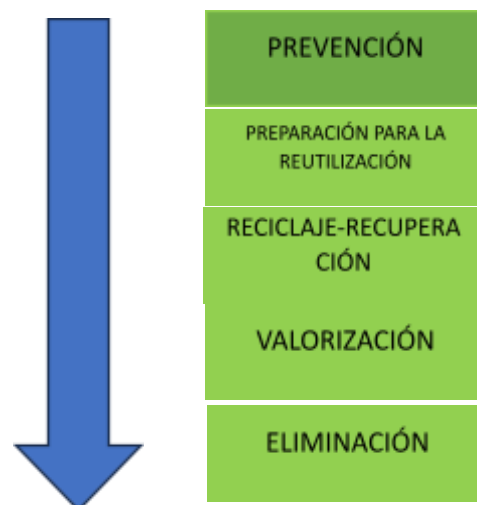 PREVENCIÓN
PREPARACIÓN PARA LA
REUTILIZACIÓN
RECICLAJE-RECUPERA
CIÓN
VALORIZACIÓN
ELIMINACIÓN